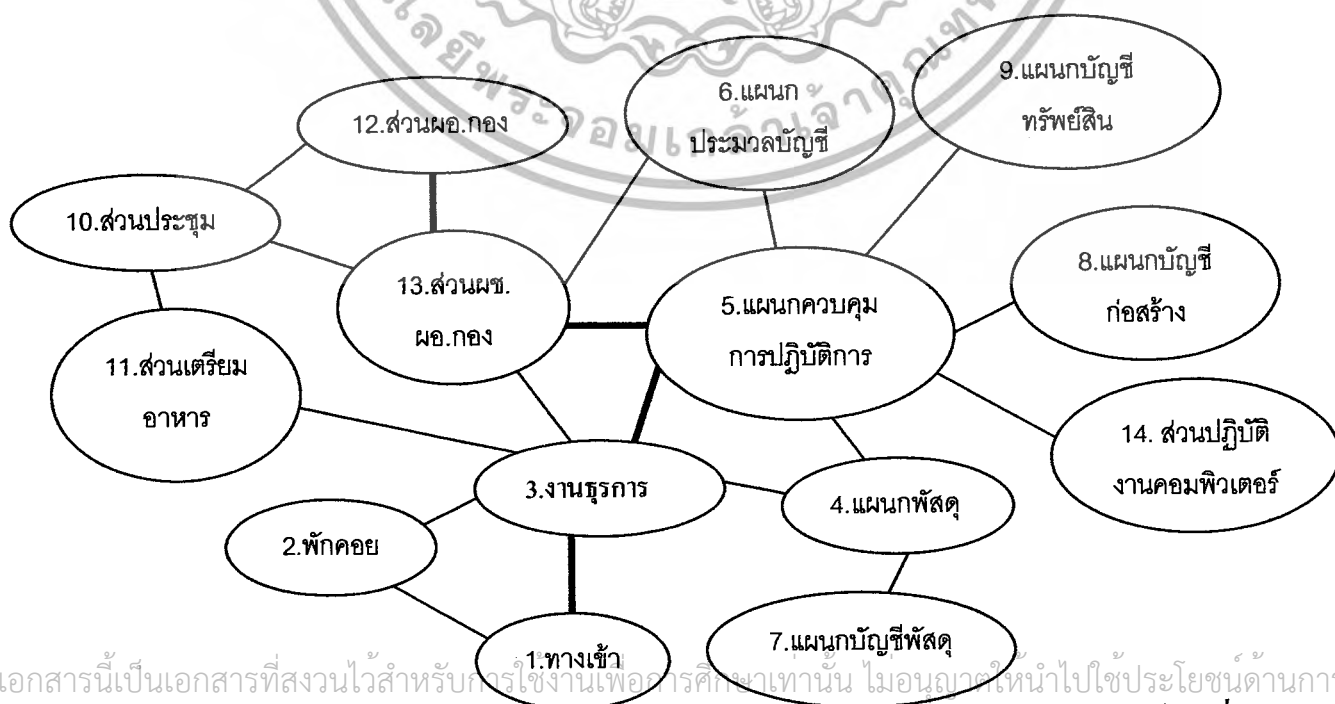 12.ส่วนผอ.กอง
6.แผนก
ประมวลบัญชี
9.แผนกบัญชี
ทรัพย์สิน
10.ส่วนประชุม
13.ส่วนผช.
ผอ.กอง
5.แผนกควบคุม
การปฏิบัติการ
8.แผนกบัญชี
ก่อสร้าง
11.ส่วนเตรียม
อาหาร
14. ส่วนปฏิบัติ
งานคอมพิวเตอร์
3.งานธุรการ
4.แผนกพัสดุ
2.พักคอย
1.ทางเข้า
7.แผนกบัญชีพัสดุ
เอกสารนี้เป็นเอกสารที่สงวนไว้สำหรับการใช้งานเพื่อการศึกษาเท่านั้น ไม่อนุญาตให้นำไปใช้ประโยชน์ด้านการ